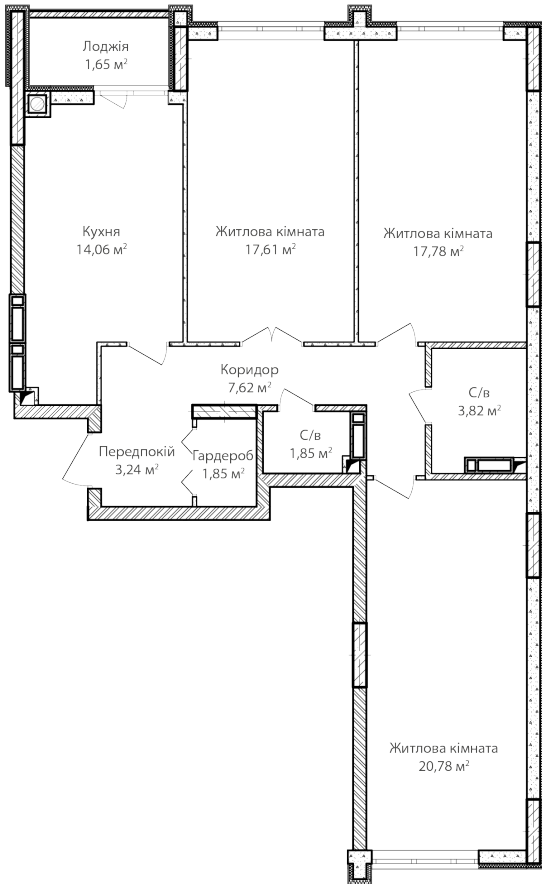 Лоджія
1,65 м²
Кухня
14,06 м²
Житлова кімната
17,61 м²
Житлова кімната
17,78 м²
Коридор
7,62 м²
С/в
3,82 м²
С/в
1,85 м²
Передпокій
3,24 м²
Гардероб
1,85 м²
Житлова кімната
20,78 м²